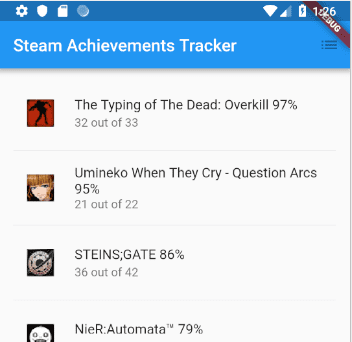 1:26
DEBUG
Steam Achievements Tracker
The Typing of The Dead: Overkill 97%
32 out of 33
Umineko When They Cry - Question Arcs
95%
21 out of 22
STEINS;GATE 86%
36 out of 42
NieR:Automata™ 79%